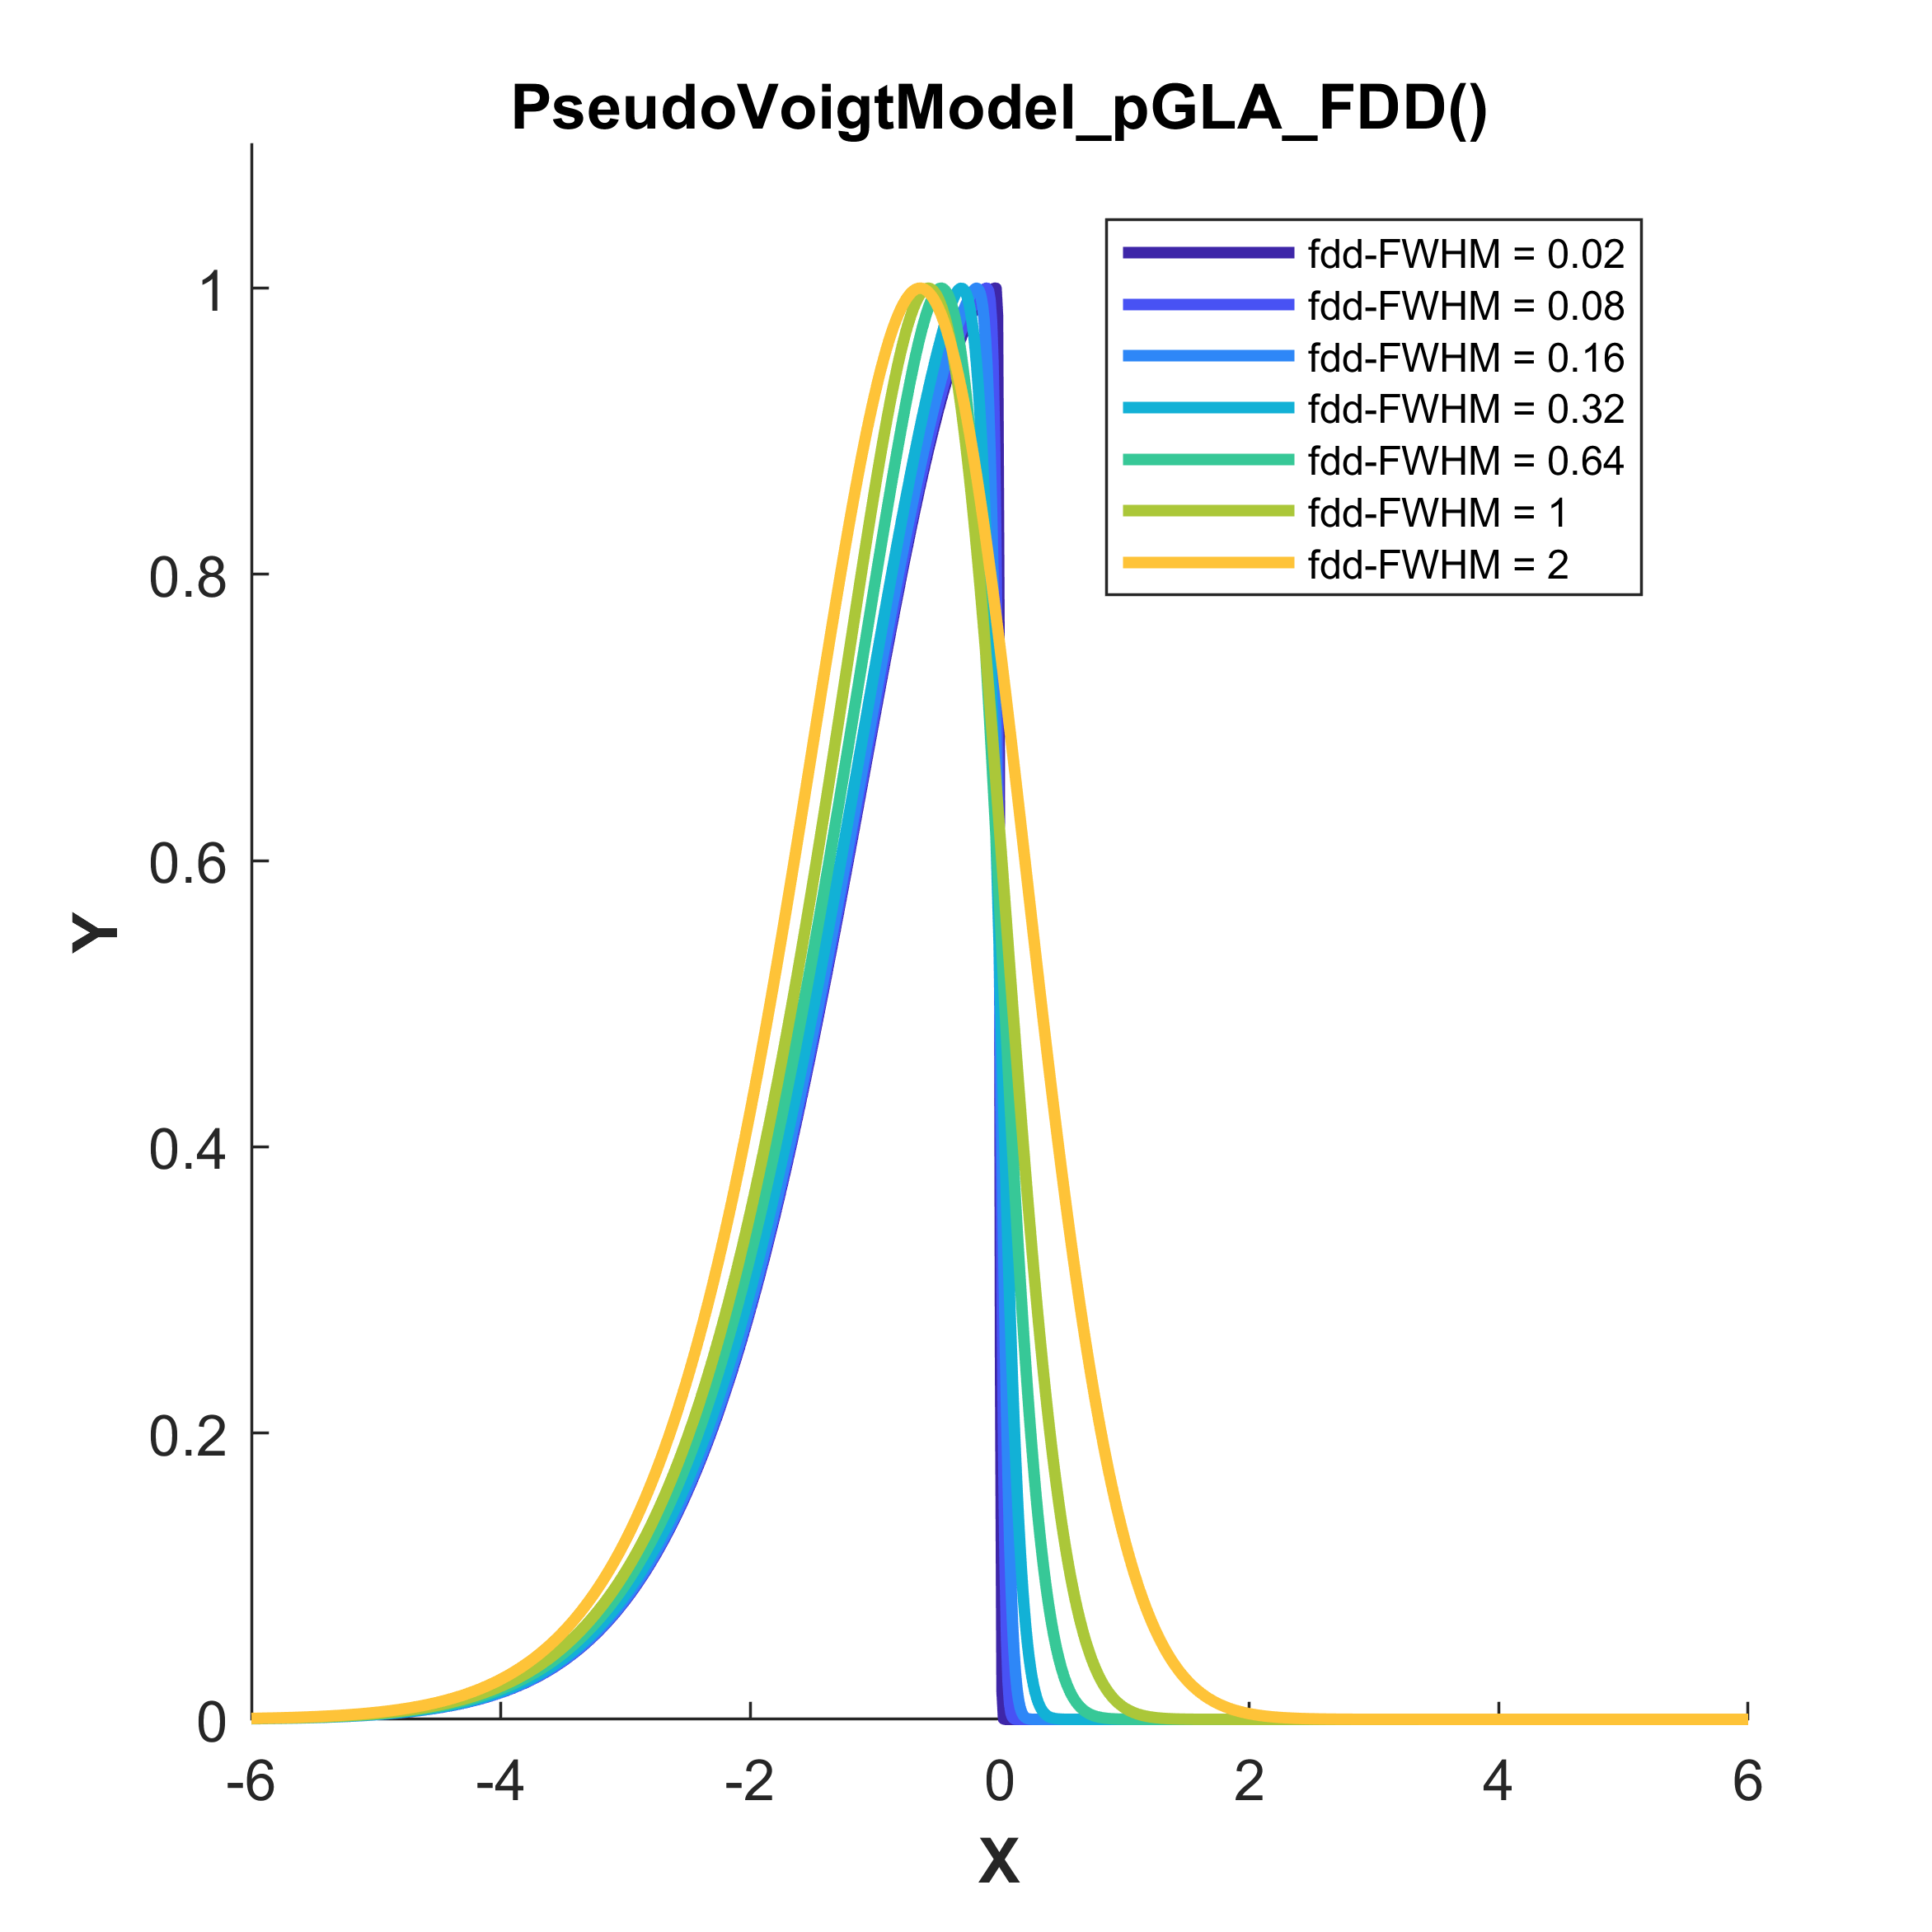 PseudoVoigtModel_pGLA_FDD()
fdd-FWHM = 0.02
fdd-FWHM = 0.08
fdd-FWHM = 0.16
fdd-FWHM = 0.32
fdd-FWHM = 0.64
fdd-FWHM = 1
fdd-FWHM = 2
1
0.8
0.6
0.4
0.2
0
Y
-6 -4 -2 0 2 4 6
X